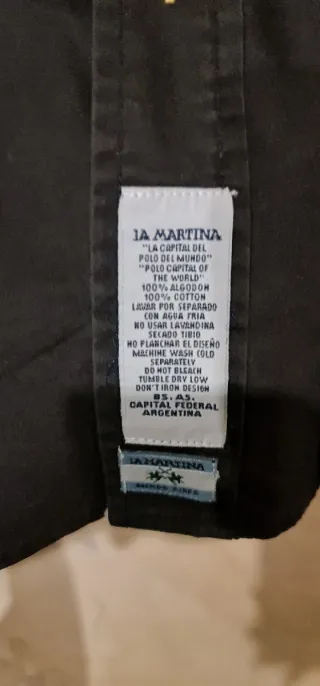 LA MARTINA
"LA CAPITAL DEL
POLO DEL MUNDO"
"POLO CAPITAL OF
THE WORLD"
100% ALGODON
100% COTTON
LAVAR POR SEPARADO
CON AGUA FRIA
NO USAR LAVANDINA
SECADO TIBIO
NO PLANCHAR EL DISEÑO
MACHINE WASH COLD
SEPARATELY
DO NOT BLEACH
TUMBLE DRY LOW
DON'T IRON DESIGN
BS. AS.
CAPITAL FEDERAL
ARGENTINA
LA MARTINA
BUENOS AIRES